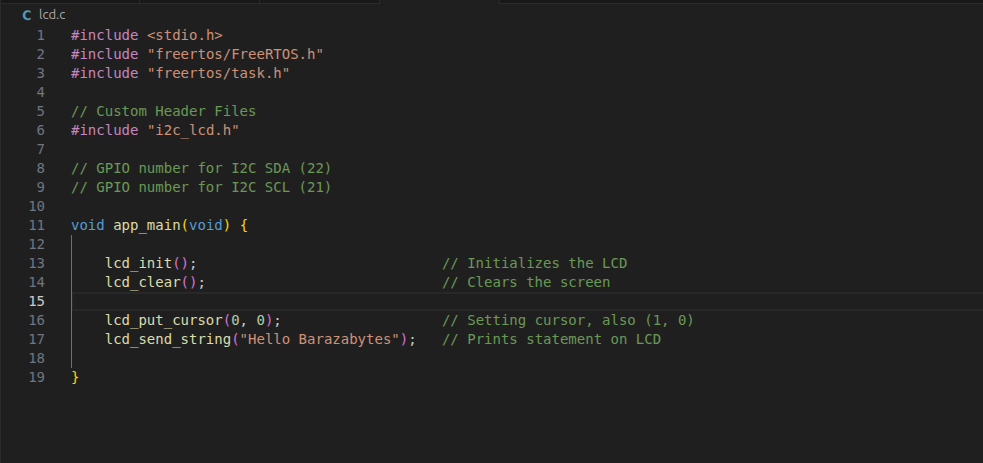 C lcd.c
1 #include <stdio.h>
2 #include "freertos/FreeRTOS.h"
3 #include "freertos/task.h"
4
5 // Custom Header Files
6 #include "i2c_lcd.h"
7
8 // GPIO number for I2C SDA (22)
9 // GPIO number for I2C SCL (21)
10
11 void app_main(void) {
12
13     lcd_init();                             // Initializes the LCD
14     lcd_clear();                            // Clears the screen
15
16     lcd_put_cursor(0, 0);                   // Setting cursor, also (1, 0)
17     lcd_send_string("Hello Barazabytes");   // Prints statement on LCD
18
19 }